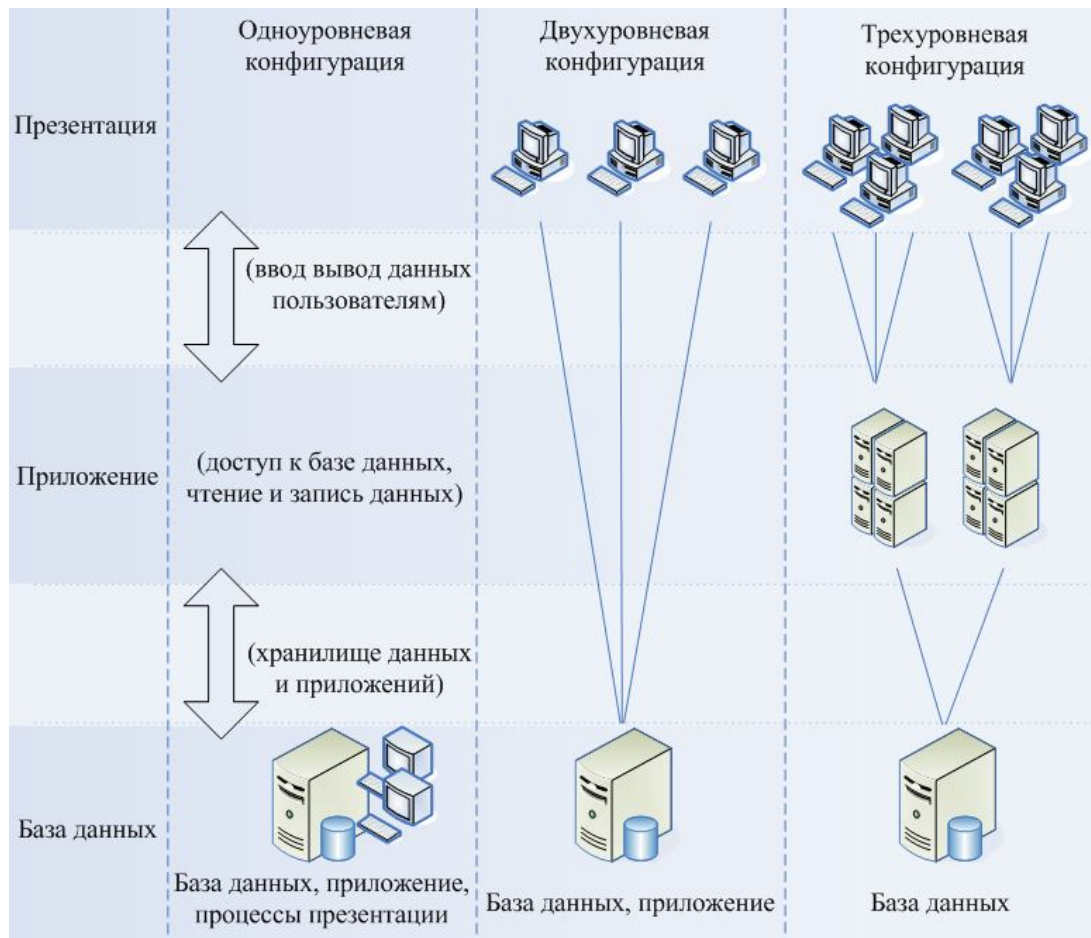 Одноуровневая
конфигурация
Двухуровневая
конфигурация
Трехуровневая
конфигурация
Презентация
(ввод вывод данных
пользователям)
Приложение
(доступ к базе данных,
чтение и запись данных)
(хранилище данных
и приложений)
База данных
База данных, приложение,
процессы презентации
База данных, приложение
База данных